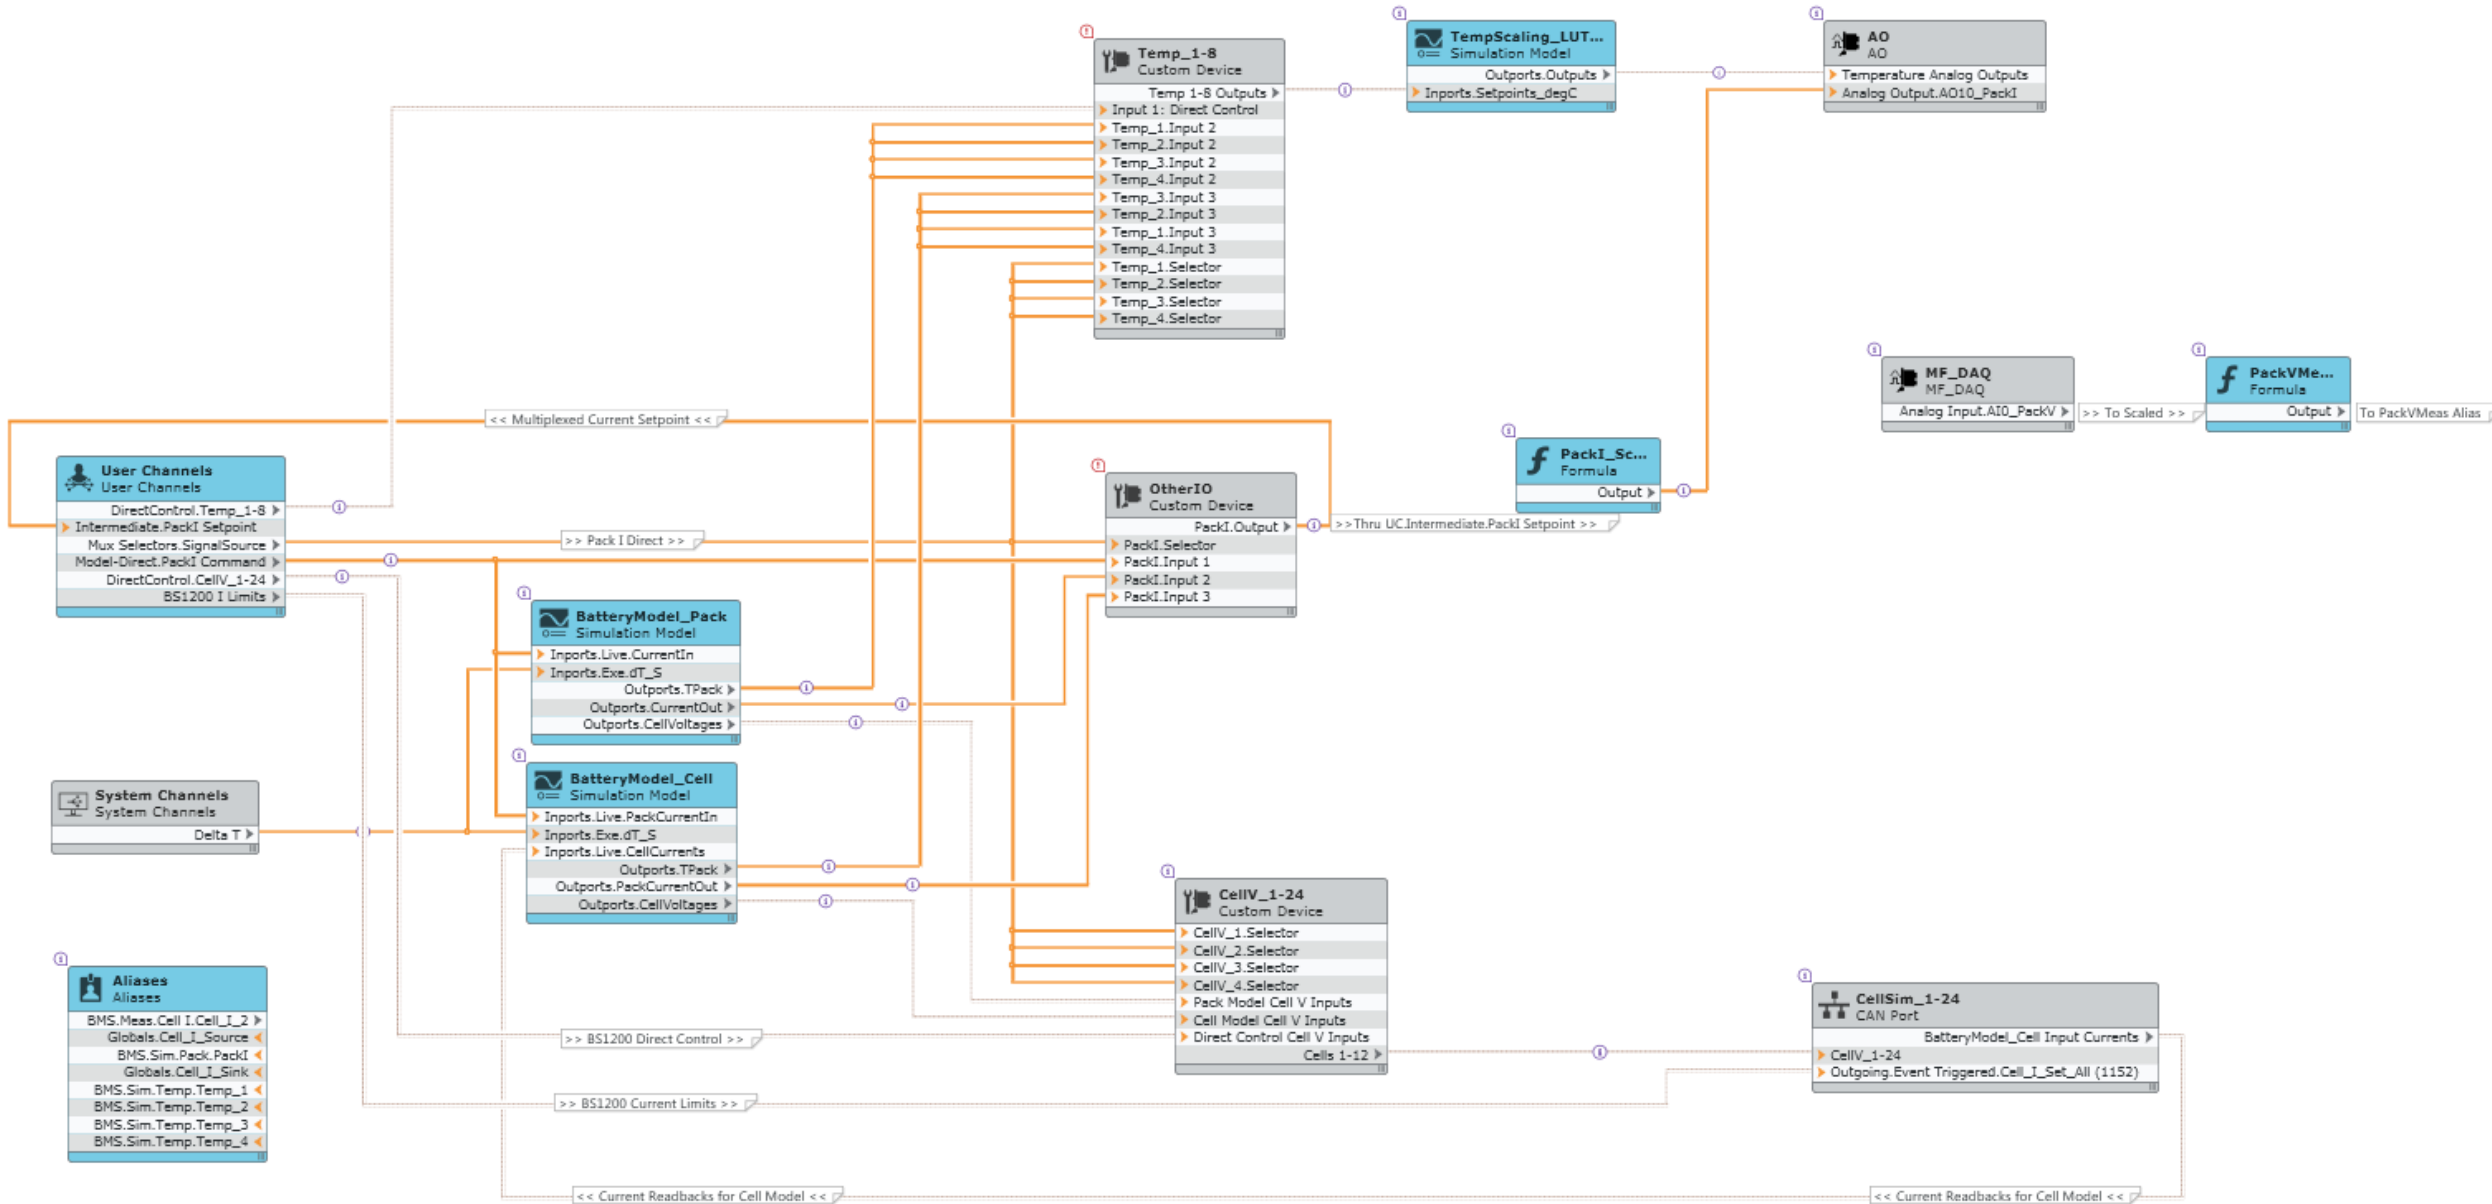 Temp_1-8
Custom Device
Temp 1-8 Outputs
Input 1: Direct Control
Temp_1.Input 2
Temp_2.Input 2
Temp_3.Input 2
Temp_4.Input 2
Temp_3.Input 3
Temp_2.Input 3
Temp_1.Input 3
Temp_4.Input 3
Temp_1.Selector
Temp_2.Selector
Temp_3.Selector
Temp_4.Selector
TempScaling_LUT...
Simulation Model
Outports.Outputs
Inports.Setpoints_degC
AO
AO
Temperature Analog Outputs
Analog Output.AO10_PackI
MF_DAQ
MF_DAQ
Analog Input.AI0_PackV
>> To Scaled >>
PackVMe...
Formula
Output
To PackVMeas Alias
<< Multiplexed Current Setpoint <<
User Channels
User Channels
DirectControl.Temp_1-8
Intermediate.PackI Setpoint
Mux Selectors.SignalSource
Model-Direct.PackI Command
DirectControl.CellV_1-24
BS1200 I Limits
>> Pack I Direct >>
OtherIO
Custom Device
PackI.Output
PackI.Selector
PackI.Input 1
PackI.Input 2
PackI.Input 3
>>Thru UC.Intermediate.PackI Setpoint >>
PackI_Sc...
Formula
Output
BatteryModel_Pack
Simulation Model
Inports.Live.CurrentIn
Inports.Exe.dT_S
Outports.TPack
Outports.CurrentOut
Outports.CellVoltages
System Channels
System Channels
Delta T
BatteryModel_Cell
Simulation Model
Inports.Live.PackCurrentIn
Inports.Exe.dT_S
Inports.Live.CellCurrents
Outports.TPack
Outports.PackCurrentOut
Outports.CellVoltages
CellV_1-24
Custom Device
CellV_1.Selector
CellV_2.Selector
CellV_3.Selector
CellV_4.Selector
Pack Model Cell V Inputs
Cell Model Cell V Inputs
Direct Control Cell V Inputs
Cells 1-12
Aliases
Aliases
BMS.Meas.Cell I.Cell_I_2
Globals.Cell_I_Source
BMS.Sim.Pack.PackI
Globals.Cell_I_Sink
BMS.Sim.Temp.Temp_1
BMS.Sim.Temp.Temp_2
BMS.Sim.Temp.Temp_3
BMS.Sim.Temp.Temp_4
>> BS1200 Direct Control >>
>> BS1200 Current Limits >>
CellSim_1-24
CAN Port
BatteryModel_Cell Input Currents
CellV_1-24
Outgoing.Event Triggered.Cell_I_Set_All (1152)
<< Current Readbacks for Cell Model <<
<< Current Readbacks for Cell Model <<